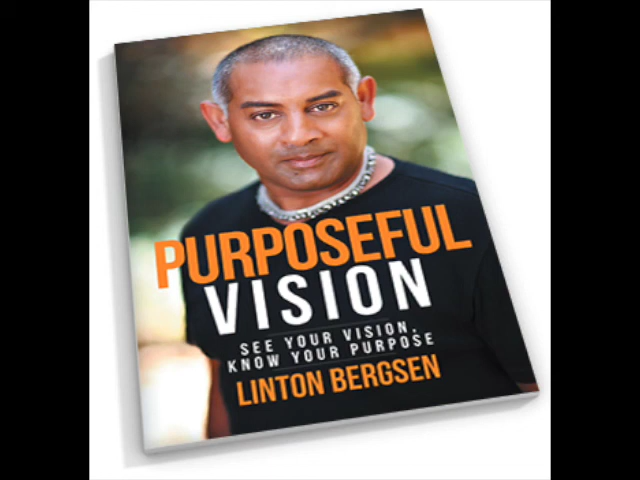 PURPOSEFUL
VISION
SEE YOUR VISION,
KNOW YOUR PURPOSE
LINTON BERGSEN